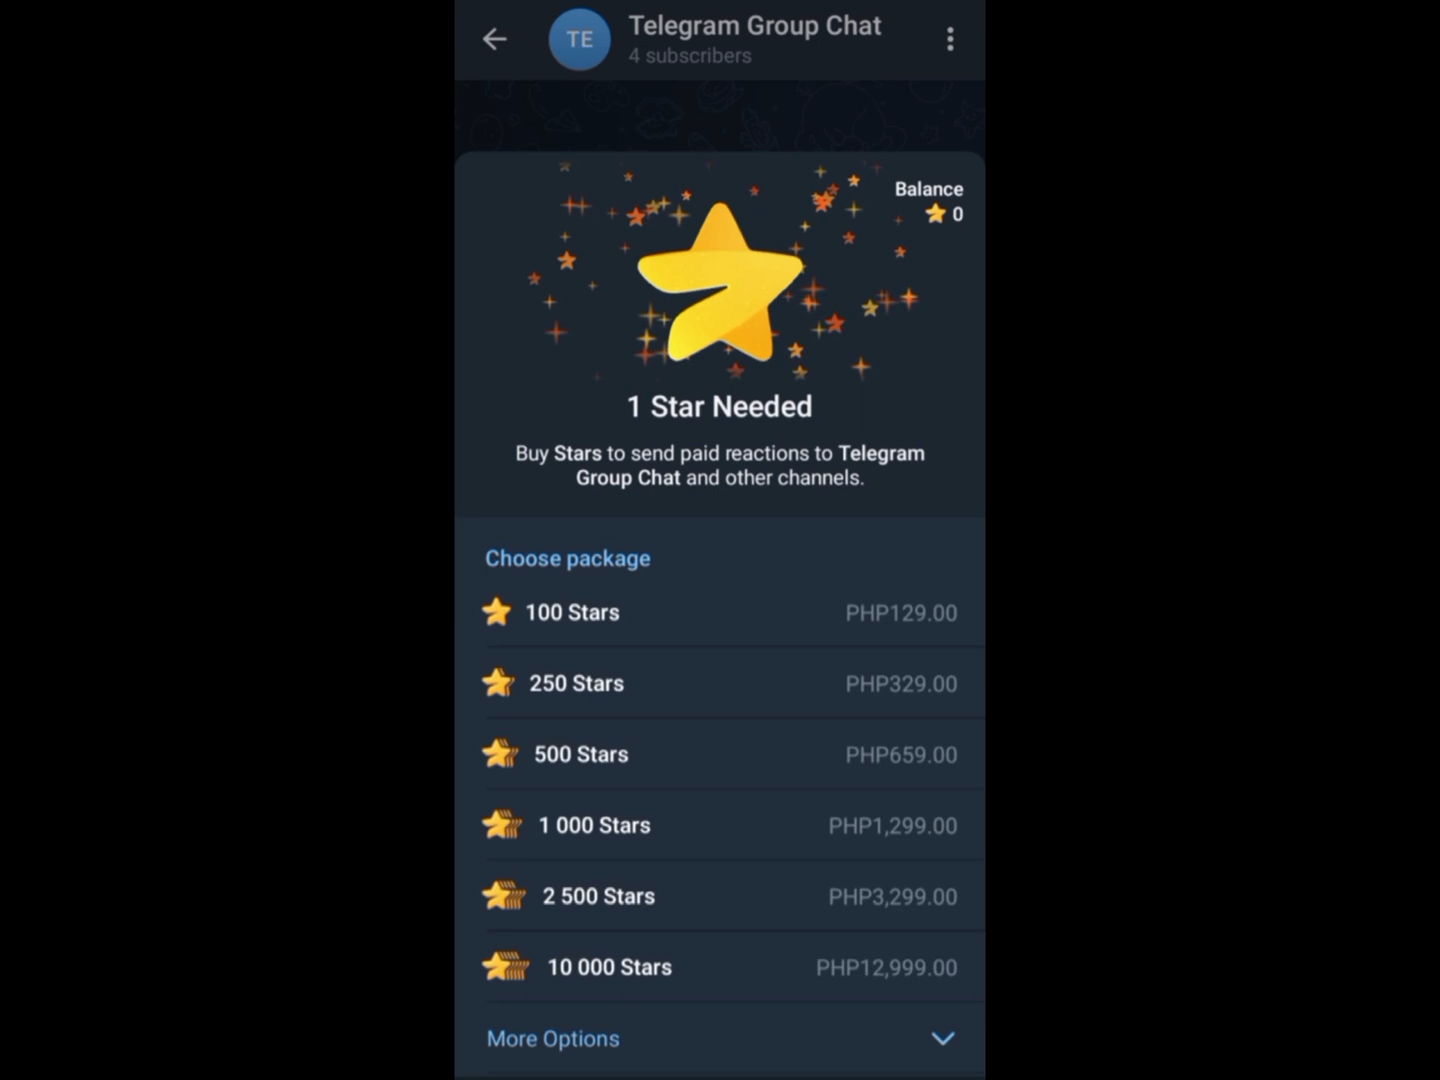 TE
Telegram Group Chat
4 subscribers
Balance
0
1 Star Needed
Buy Stars to send paid reactions to Telegram
Group Chat and other channels.
Choose package
100 Stars PHP129.00
250 Stars PHP329.00
500 Stars PHP659.00
1 000 Stars PHP1,299.00
2 500 Stars PHP3,299.00
10 000 Stars PHP12,999.00
More Options